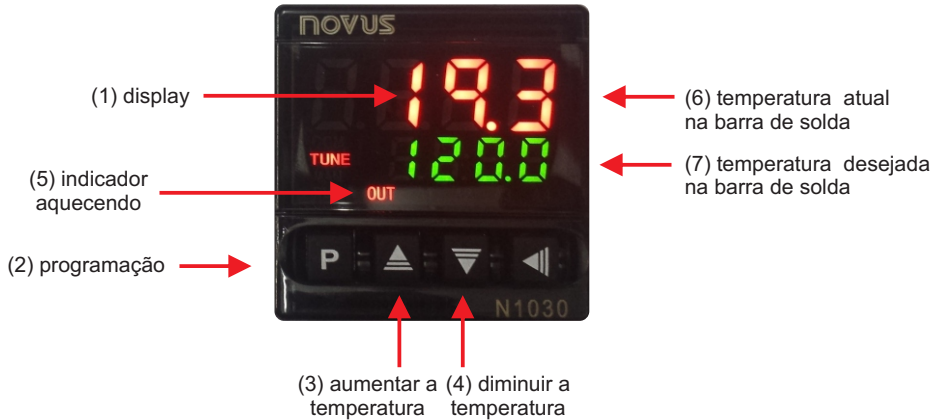 novus
(1) display
19.3
(6) temperatura atual
na barra de solda
TUNE
120.0
(7) temperatura desejada
na barra de solda
(5) indicador
aquecendo
OUT
(2) programação
P
N1030
(3) aumentar a
temperatura
(4) diminuir a
temperatura